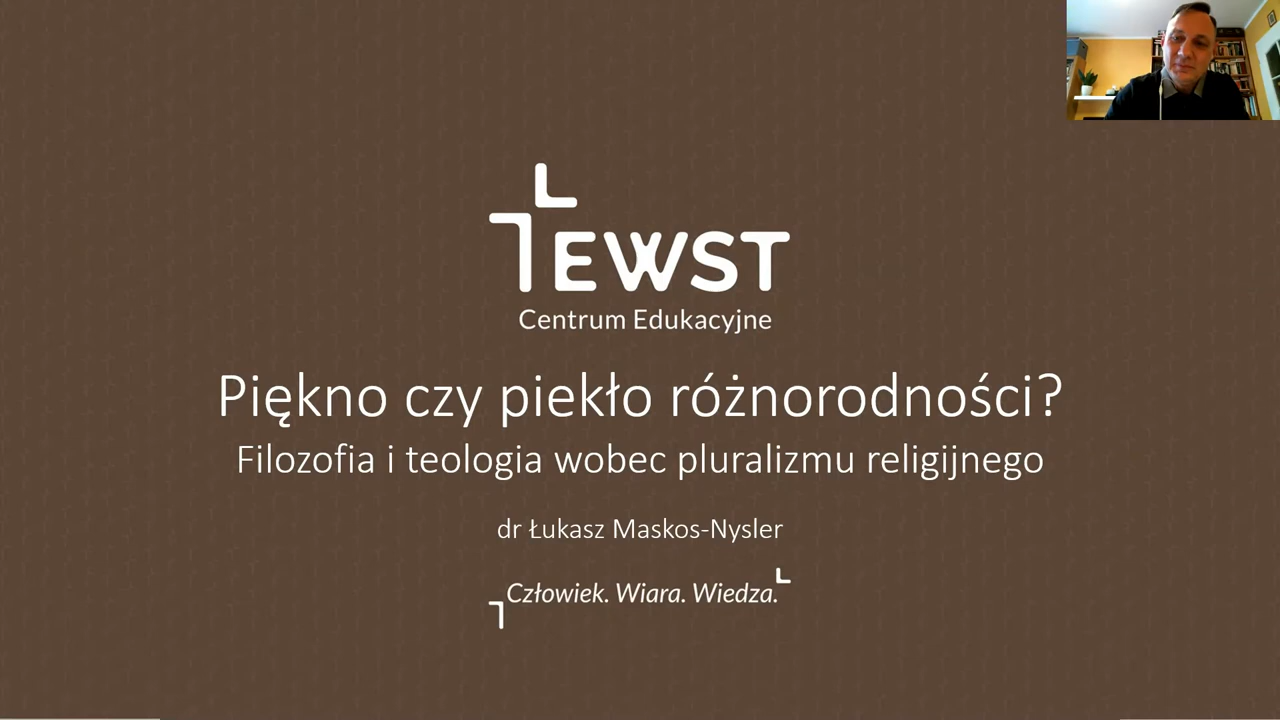 EWST
Centrum Edukacyjne
Piękno czy piekło różnorodności?
Filozofia i teologia wobec pluralizmu religijnego
dr Łukasz Maskos-Nysler
Człowiek. Wiara. Wiedza.